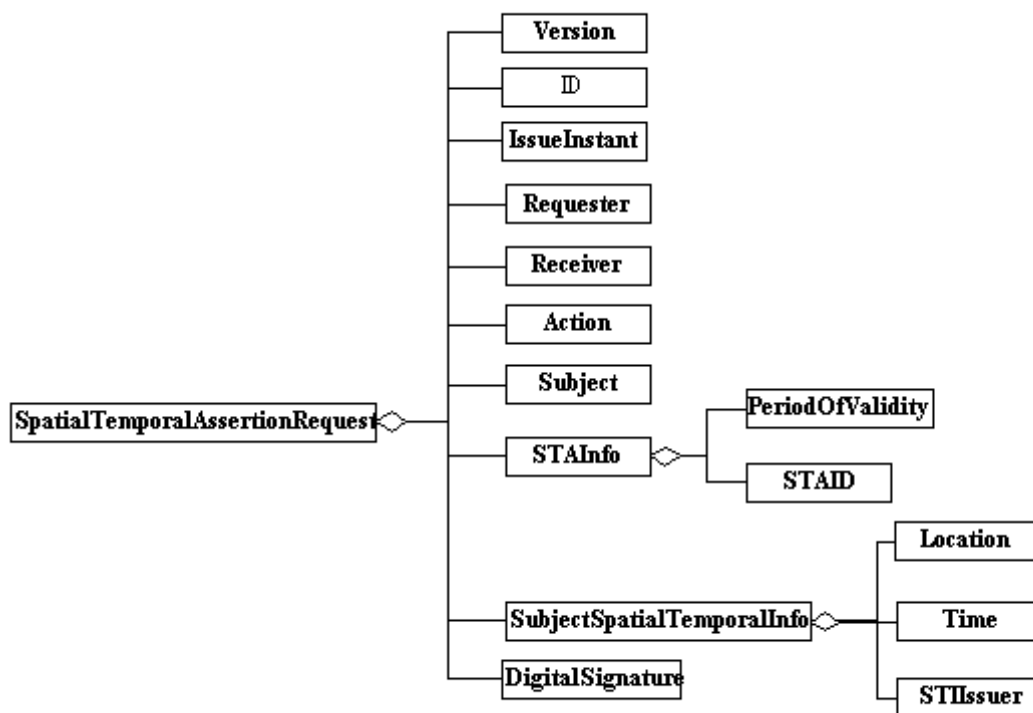 Version
ID
IssueInstant
Requester
Receiver
Action
Subject
SpatialTemporalAssertionRequest
PeriodOfValidity
STAInfo
STAID
Location
SubjectSpatialTemporalInfo
Time
DigitalSignature
STIIssuer